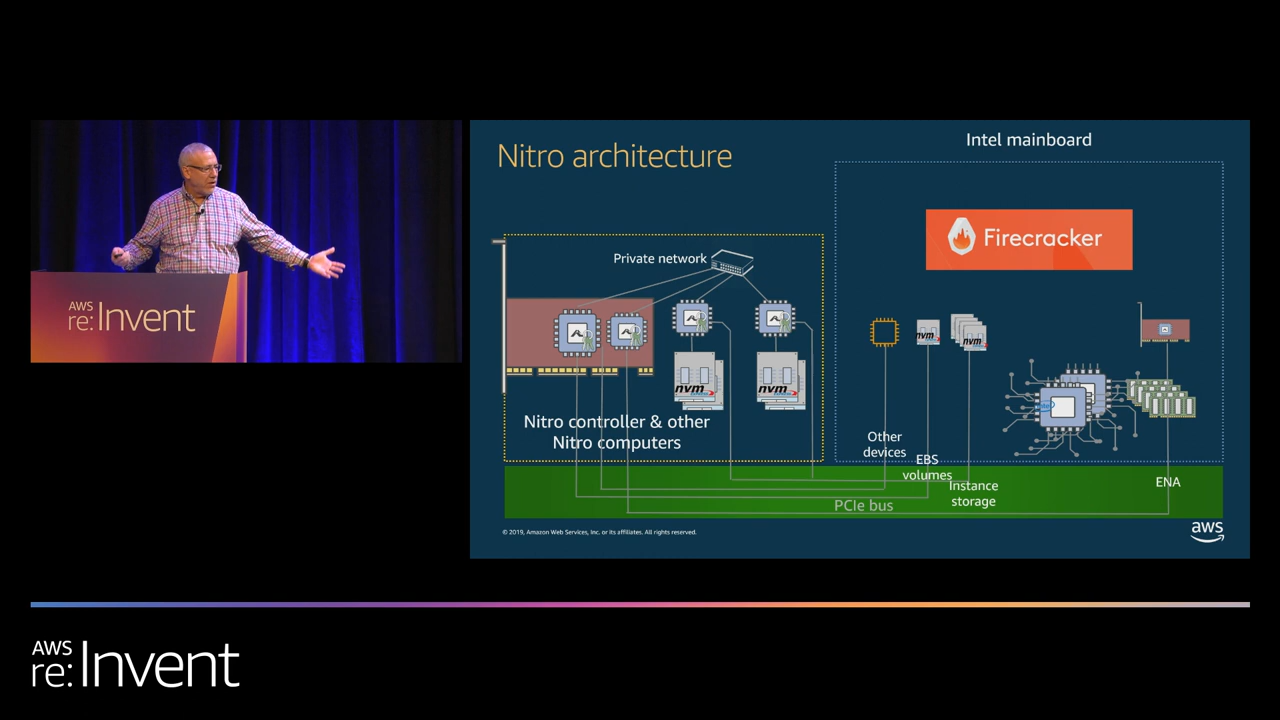 AWS
re:Invent
Nitro architecture
Intel mainboard
Firecracker
Private network
nvm
nvm
nvm
nvm
Nitro controller & other
Nitro computers
Other
devices
EBS
volumes
Instance
storage
ENA
PCIe bus
© 2019, Amazon Web Services, Inc. or its affiliates. All rights reserved.
aws
AWS
re:Invent